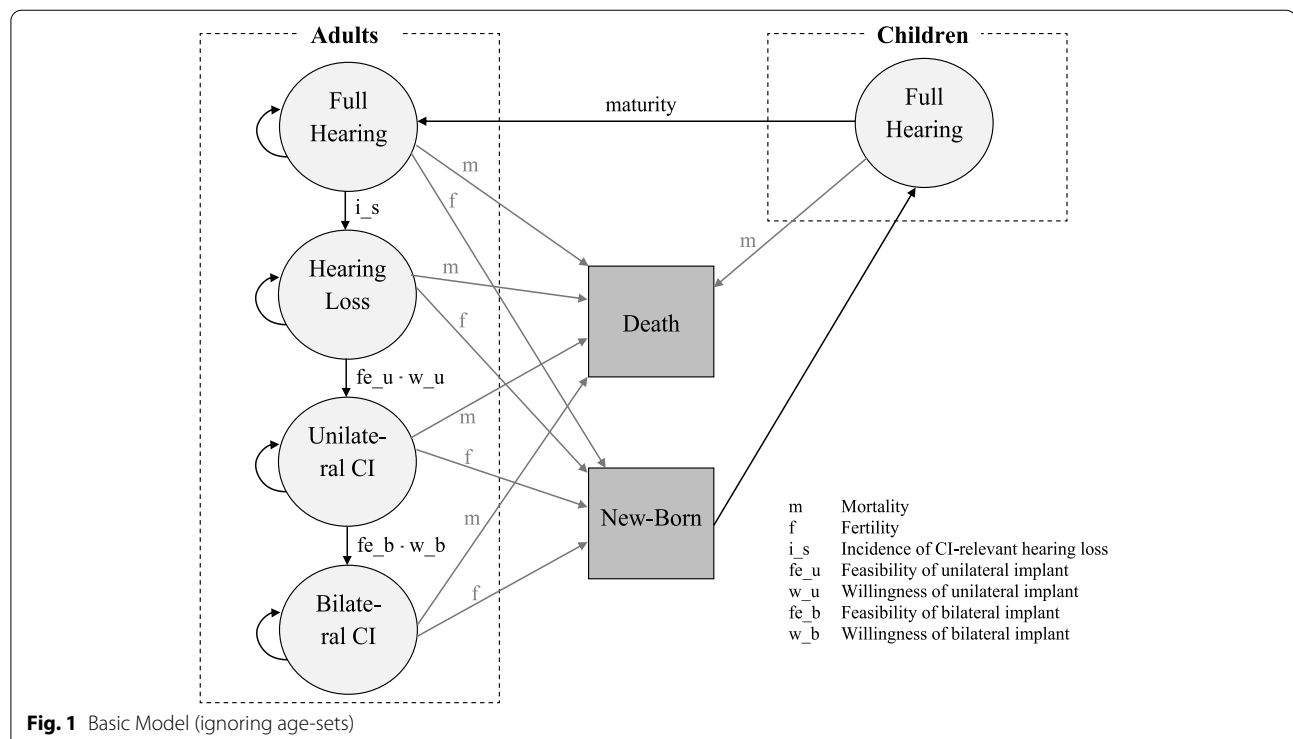 Adults
Children
Full
Hearing
Full
Hearing
maturity
m
f
i_s
m
Hearing
Loss
m
f
Death
fe_u · w_u
m
Unilate-
ral CI
f
New-Born
m
fe_b · w_b
f
Bilate-
ral CI
m Mortality
f Fertility
i_s Incidence of CI-relevant hearing loss
fe_u Feasibility of unilateral implant
w_u Willingness of unilateral implant
fe_b Feasibility of bilateral implant
w_b Willingness of bilateral implant
Fig. 1 Basic Model (ignoring age-sets)